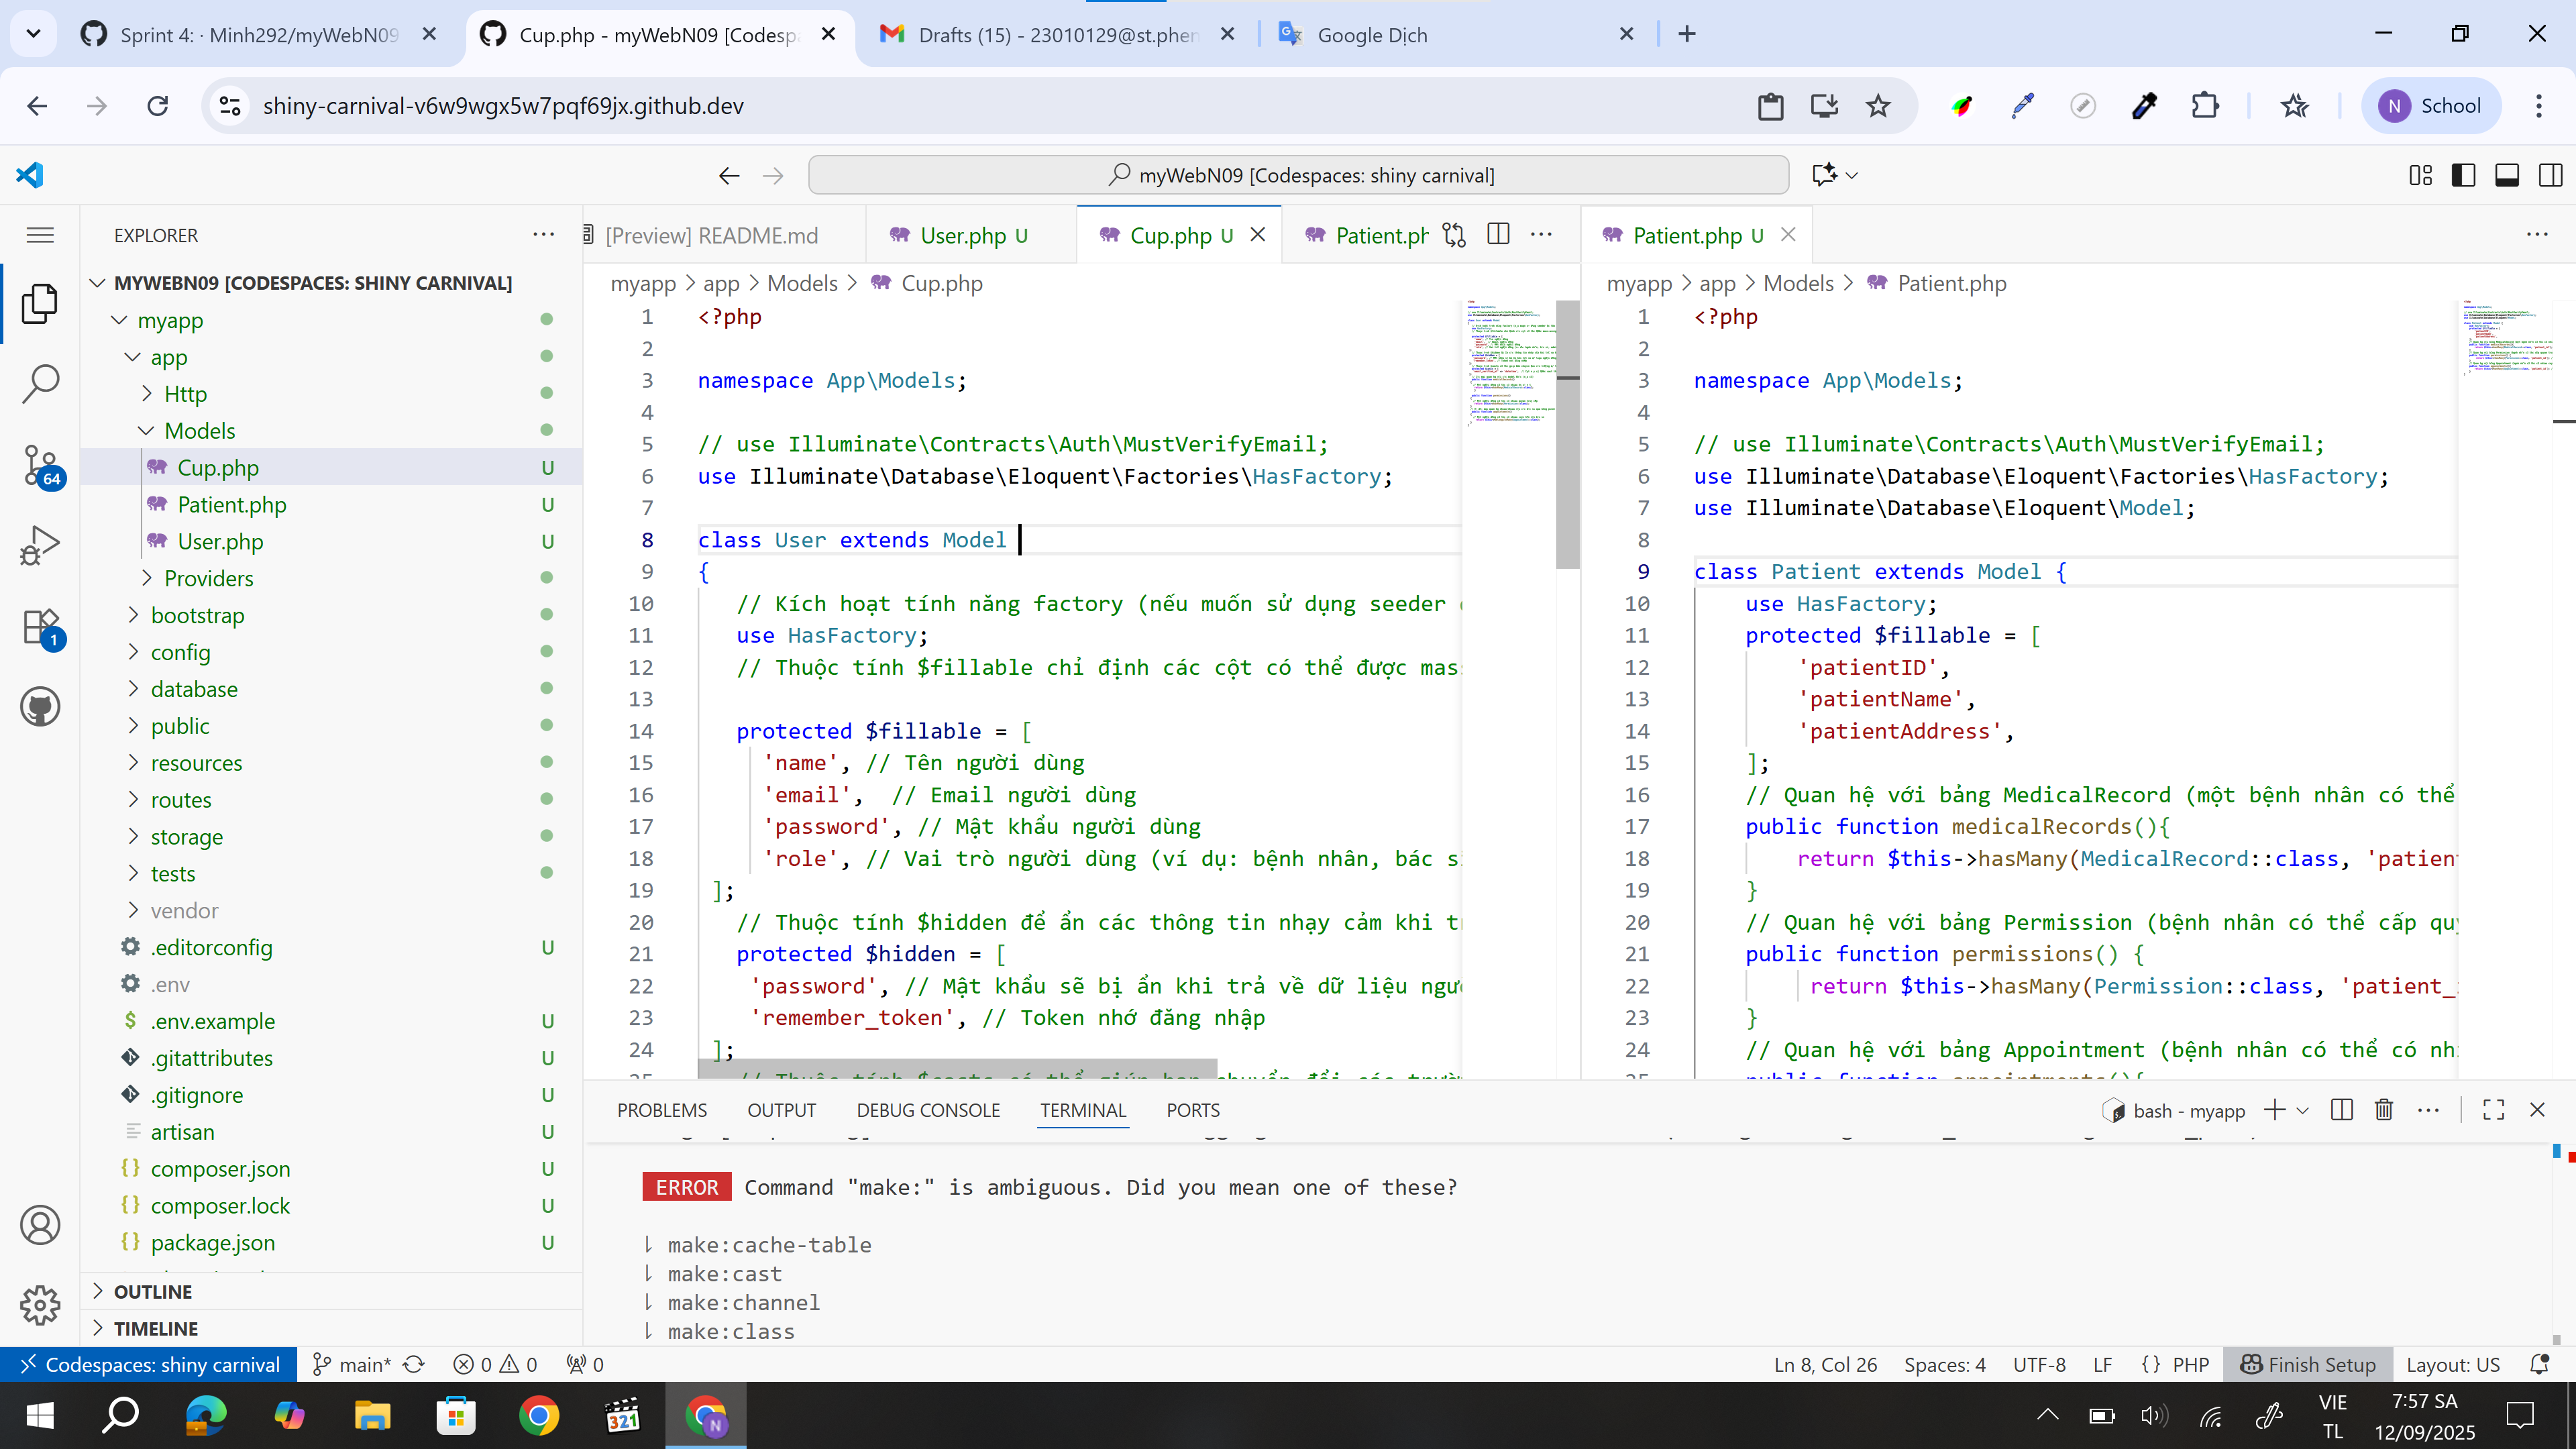 Sprint 4: · Minh292/myWebN09
Cup.php - myWebN09 [Codespa
Drafts (15) - 23010129@st.phen
Google Dịch
shiny-carnival-v6w9wgx5w7pqf69jx.github.dev
N School
myWebN09 [Codespaces: shiny carnival]
EXPLORER
MYWEBN09 [CODESPACES: SHINY CARNIVAL]
myapp
app
Http
Models
Cup.php U
Patient.php U
User.php U
Providers
bootstrap
config
database
public
resources
routes
storage
tests
vendor
.editorconfig U
.env
.env.example U
.gitattributes U
.gitignore U
artisan U
composer.json U
composer.lock U
package.json U
OUTLINE
TIMELINE
64
1
[Preview] README.md
User.php U
Cup.php U
Patient.ph
myapp > app > Models > Cup.php
1 <?php
2
3 namespace App\Models;
4
5 // use Illuminate\Contracts\Auth\MustVerifyEmail;
6 use Illuminate\Database\Eloquent\Factories\HasFactory;
7
8 class User extends Model
9 {
10 // Kích hoạt tính năng factory (nếu muốn sử dụng seeder
11 use HasFactory;
12 // Thuộc tính $fillable chỉ định các cột có thể được mas
13
14 protected $fillable = [
15 'name', // Tên người dùng
16 'email', // Email người dùng
17 'password', // Mật khẩu người dùng
18 'role', // Vai trò người dùng (ví dụ: bệnh nhân, bác s
19 ];
20 // Thuộc tính $hidden để ẩn các thông tin nhạy cảm khi t
21 protected $hidden = [
22 'password', // Mật khẩu sẽ bị ẩn khi trả về dữ liệu ngư
23 'remember_token', // Token nhớ đăng nhập
24 ];
Patient.php U
myapp > app > Models > Patient.php
1 <?php
2
3 namespace App\Models;
4
5 // use Illuminate\Contracts\Auth\MustVerifyEmail;
6 use Illuminate\Database\Eloquent\Factories\HasFactory;
7 use Illuminate\Database\Eloquent\Model;
8
9 class Patient extends Model {
10 use HasFactory;
11 protected $fillable = [
12 'patientID',
13 'patientName',
14 'patientAddress',
15 ];
16 // Quan hệ với bảng MedicalRecord (một bệnh nhân có thể
17 public function medicalRecords(){
18 return $this->hasMany(MedicalRecord::class, 'patien
19 }
20 // Quan hệ với bảng Permission (bệnh nhân có thể cấp qu
21 public function permissions() {
22 return $this->hasMany(Permission::class, 'patient_
23 }
24 // Quan hệ với bảng Appointment (bệnh nhân có thể có nh
PROBLEMS OUTPUT DEBUG CONSOLE TERMINAL PORTS
bash - myapp
ERROR Command "make:" is ambiguous. Did you mean one of these?
⇂ make:cache-table
⇂ make:cast
⇂ make:channel
⇂ make:class
Codespaces: shiny carnival main* 0 0 0
Ln 8, Col 26 Spaces: 4 UTF-8 LF {} PHP Finish Setup Layout: US
321
N
VIE
TL
7:57 SA
12/09/2025